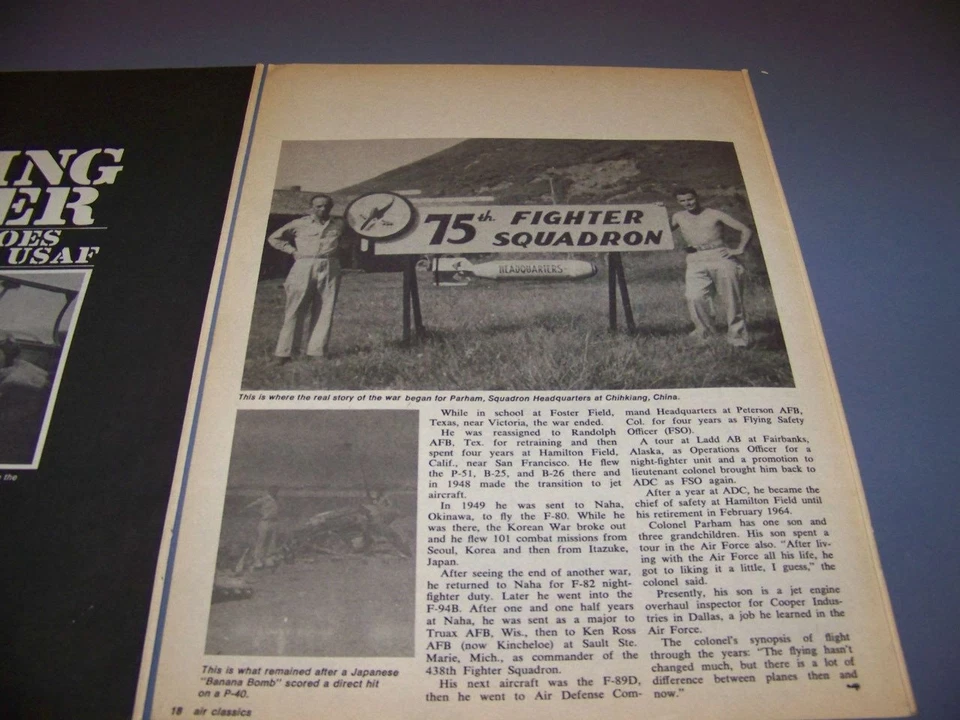 ING
ER
OES
USAF
the
75th. FIGHTER
SQUADRON
HEADQUARTERS
This is where the real story of the war began for Parham, Squadron Headquarters at Chihkiang, China.
This is what remained after a Japanese
"Banana Bomb" scored a direct hit
on a P-40.
While in school at Foster Field,
Texas, near Victoria, the war ended.
He was reassigned to Randolph
AFB, Tex. for retraining and then
spent four years at Hamilton Field,
Calif., near San Francisco. He flew
the P-51, B-25, and B-26 there and
in 1948 made the transition to jet
aircraft.
In 1949 he was sent to Naha,
Okinawa, to fly the F-80. While he
was there, the Korean War broke out
and he flew 101 combat missions from
Seoul, Korea and then from Itazuke,
Japan.
After seeing the end of another war,
he returned to Naha for F-82 night-
fighter duty. Later he went into the
F-94B. After one and one half years
at Naha, he was sent as a major to
Truax AFB, Wis., then to Ken Ross
AFB (now Kincheloe) at Sault Ste.
Marie, Mich., as commander of the
438th Fighter Squadron.
His next aircraft was the F-89D,
then he went to Air Defense Com-
mand Headquarters at Peterson AFB,
Col. for four years as Flying Safety
Officer (FSO).
A tour at Ladd AB at Fairbanks,
Alaska, as Operations Officer for a
night-fighter unit and a promotion to
lieutenant colonel brought him back to
ADC as FSO again.
After a year at ADC, he became the
chief of safety at Hamilton Field until
his retirement in February 1964.
Colonel Parham has one son and
three grandchildren. His son spent a
tour in the Air Force also. "After liv-
ing with the Air Force all his life, he
got to liking it a little, I guess," the
colonel said.
Presently, his son is a jet engine
overhaul inspector for Cooper Indus-
tries in Dallas, a job he learned in the
Air Force.
The colonel's synopsis of flight
through the years: "The flying hasn't
changed much, but there is a lot of
difference between planes then and
now."
18 air classics